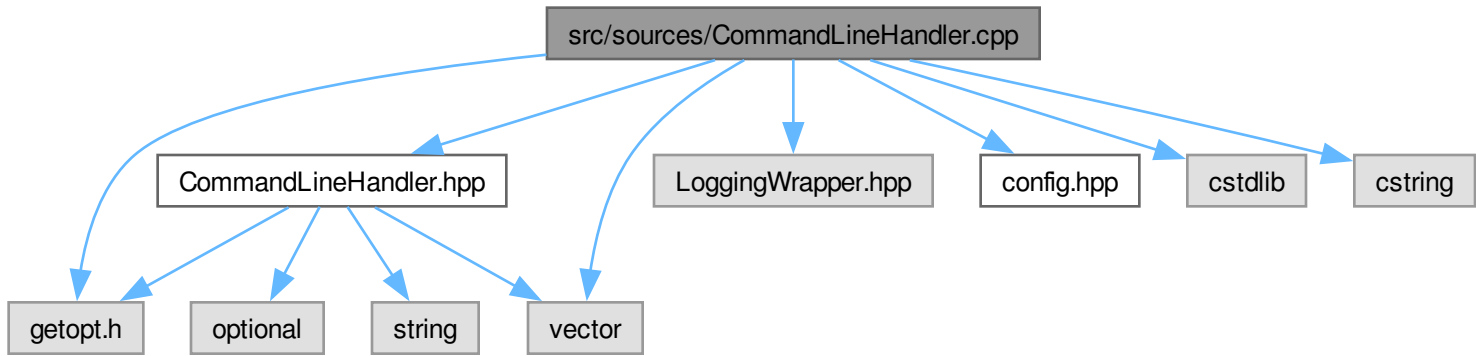 src/sources/CommandLineHandler.cpp
CommandLineHandler.hpp
LoggingWrapper.hpp
config.hpp
cstdlib
cstring
getopt.h
optional
string
vector